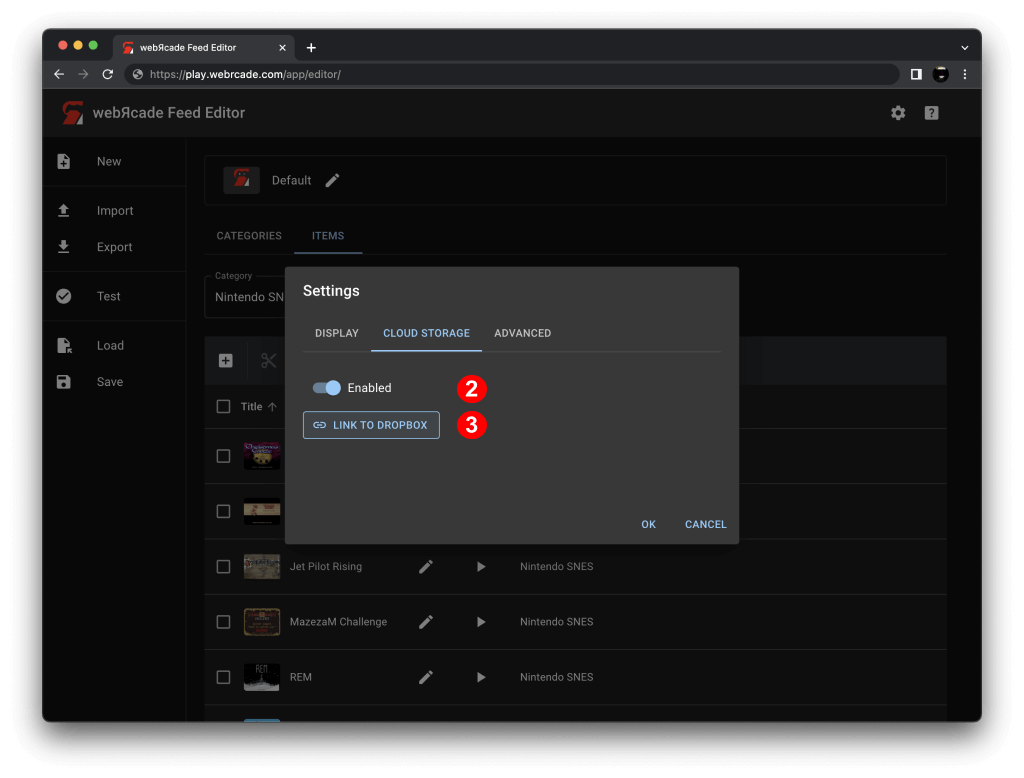 webЯcade Feed Editor
https://play.webrcade.com/app/editor/
webЯcade Feed Editor
New
Import
Export
Test
Load
Save
Default
CATEGORIES ITEMS
Category
Nintendo SN
Title
Settings
DISPLAY CLOUD STORAGE ADVANCED
Enabled 2
LINK TO DROPBOX 3
OK CANCEL
Jet Pilot Rising Nintendo SNES
MazezaM Challenge Nintendo SNES
REM
REM Nintendo SNES